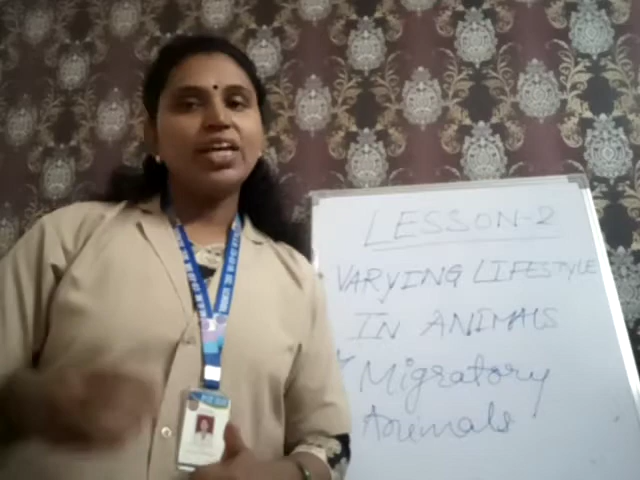 LESSON-2
VARYING LIFESTYLE
IN ANIMALS
* Migratory
Animals